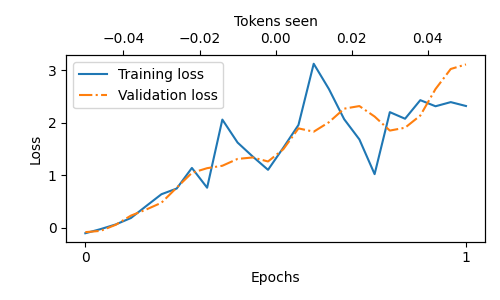 Tokens seen
−0.04 −0.02 0.00 0.02 0.04
Training loss
Validation loss
3
2
1
0
Loss
0 1
Epochs